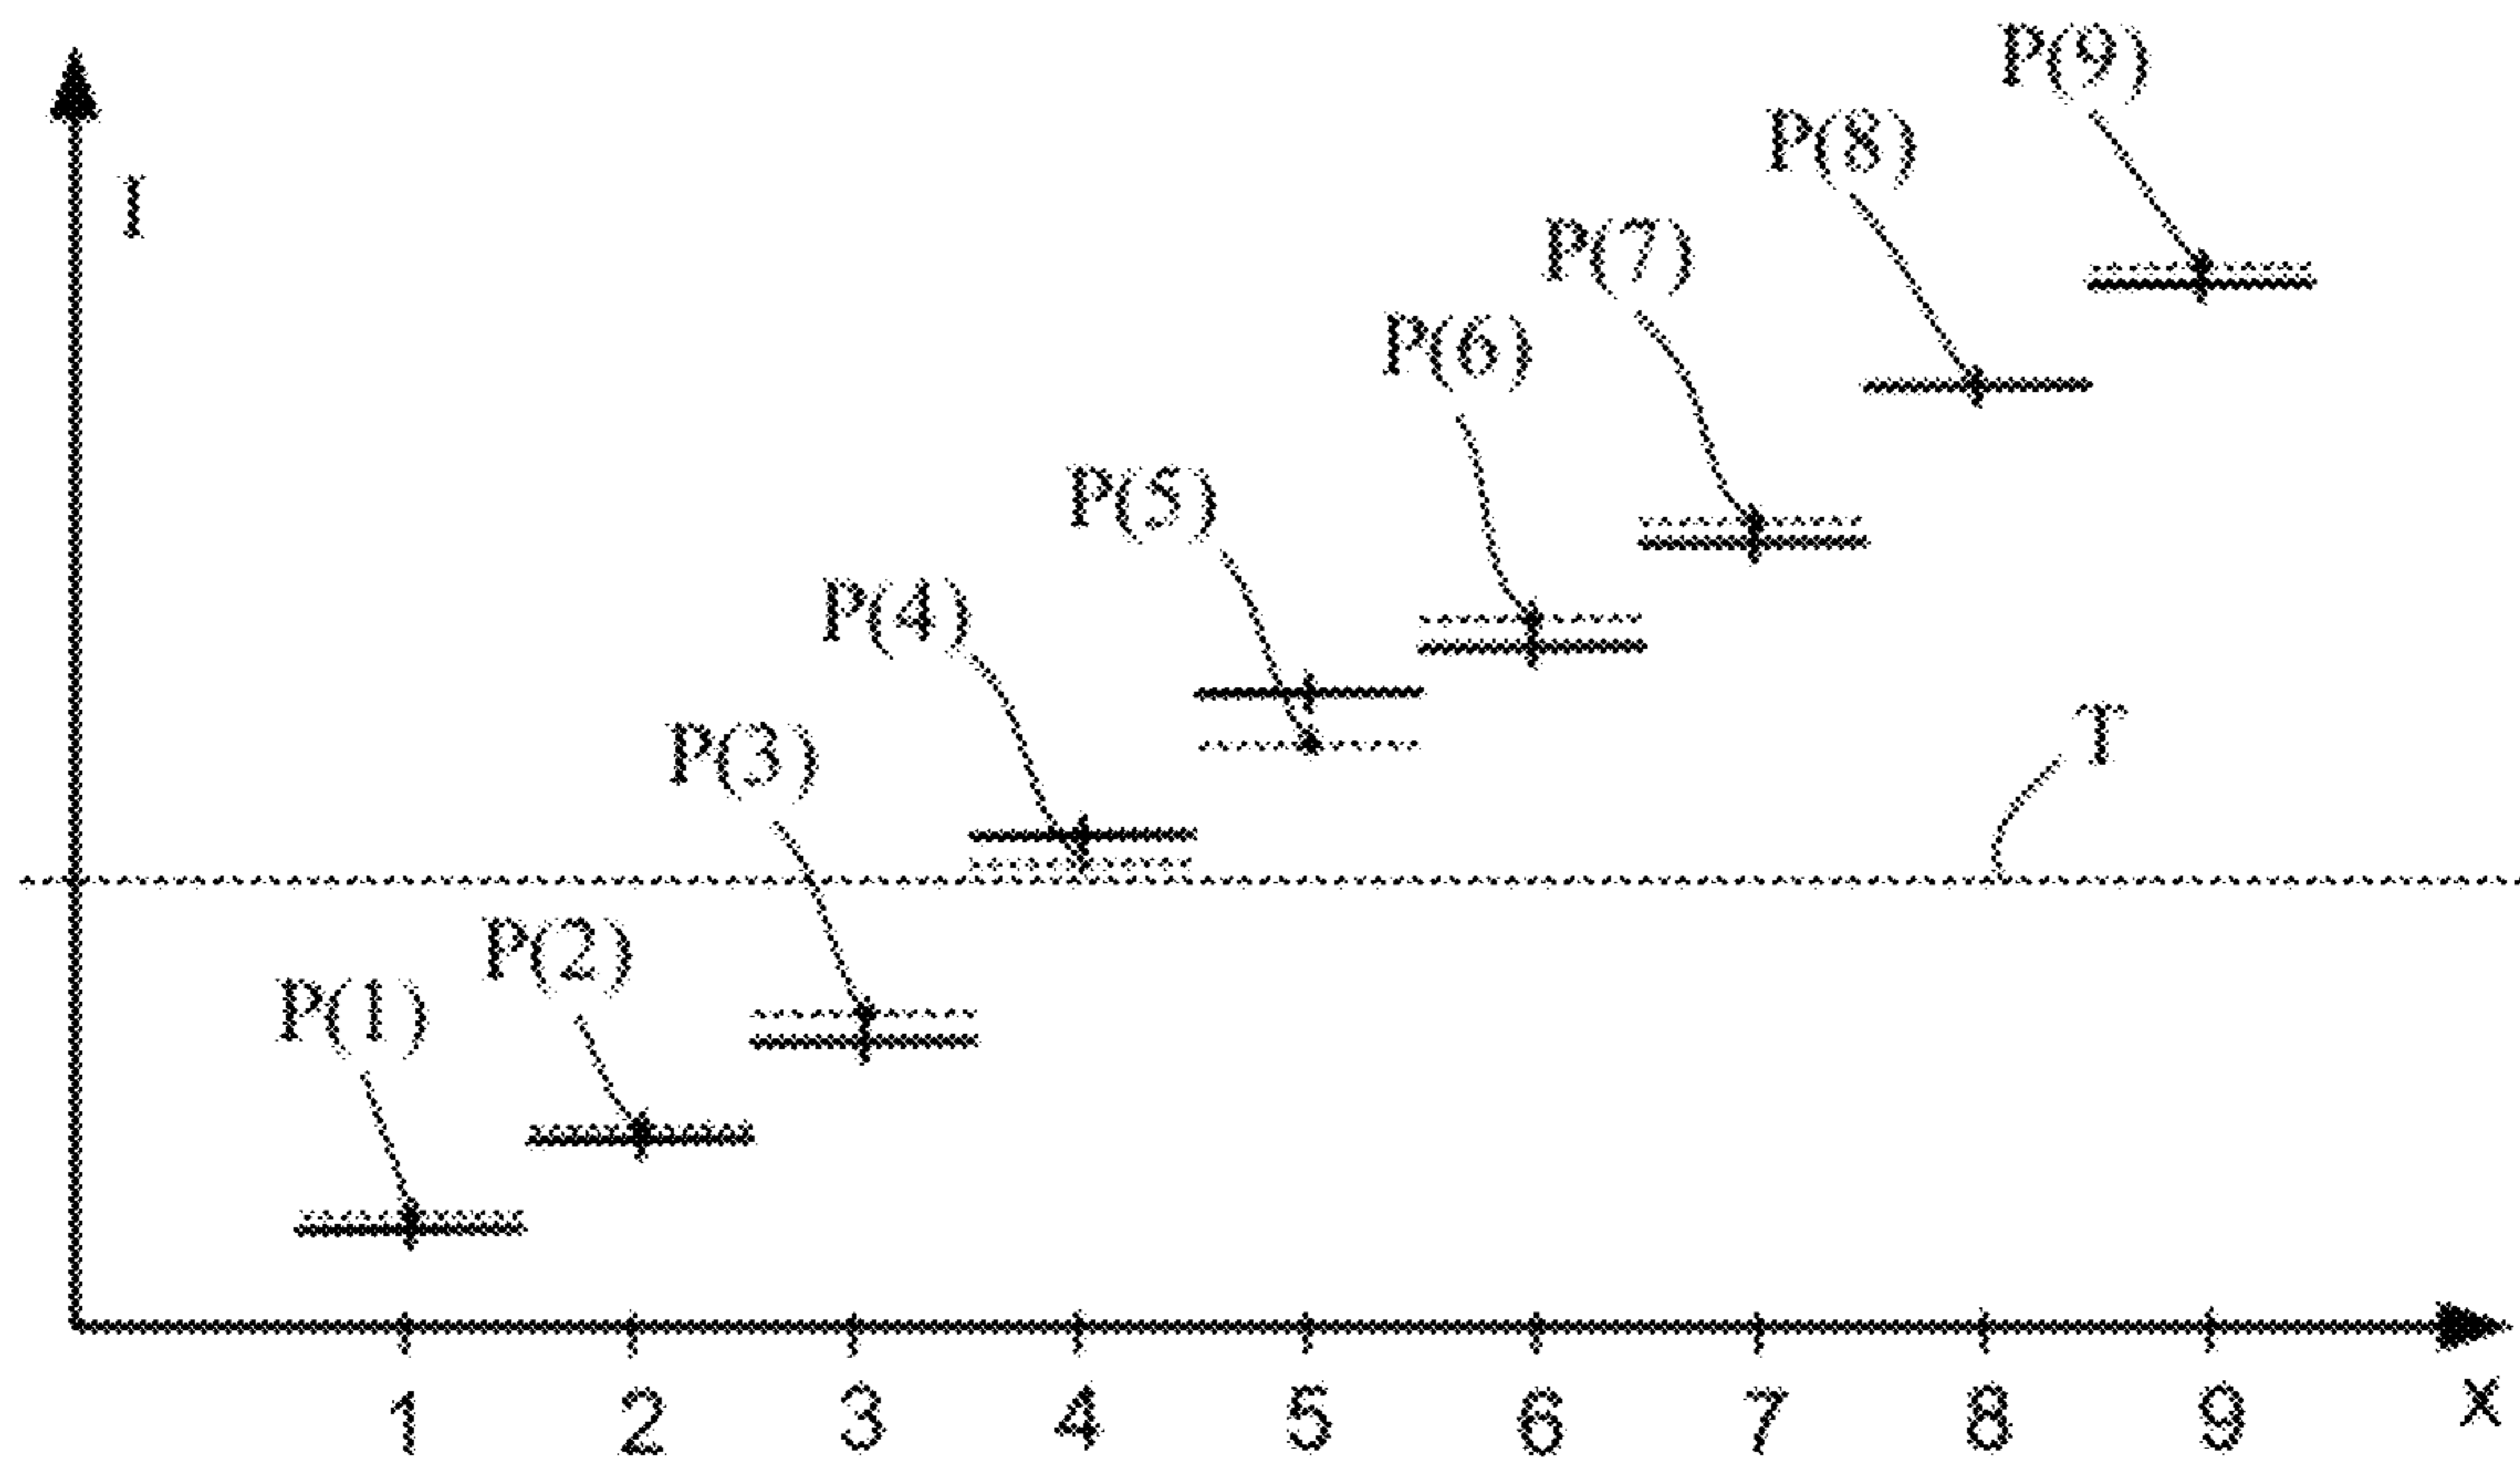 P(9)
P(8)
I
P(7)
P(6)
P(5)
P(4)
T
P(3)
P(2)
P(1)
1 2 3 4 5 6 7 8 9 x